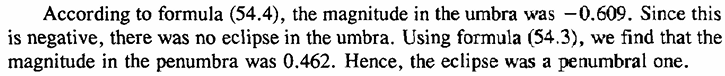 According to formula (54.4), the magnitude in the umbra was −0.609. Since this
is negative, there was no eclipse in the umbra. Using formula (54.3), we find that the
magnitude in the penumbra was 0.462. Hence, the eclipse was a penumbral one.